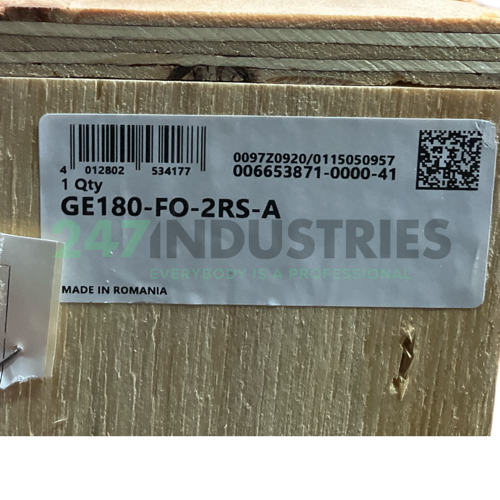 4 012802 534177
0097Z0920/0115050957
006653871-0000-41
1 Qty
GE180-FO-2RS-A
247INDUSTRIES
EVERYBODY IS A PROFESSIONAL
MADE IN ROMANIA